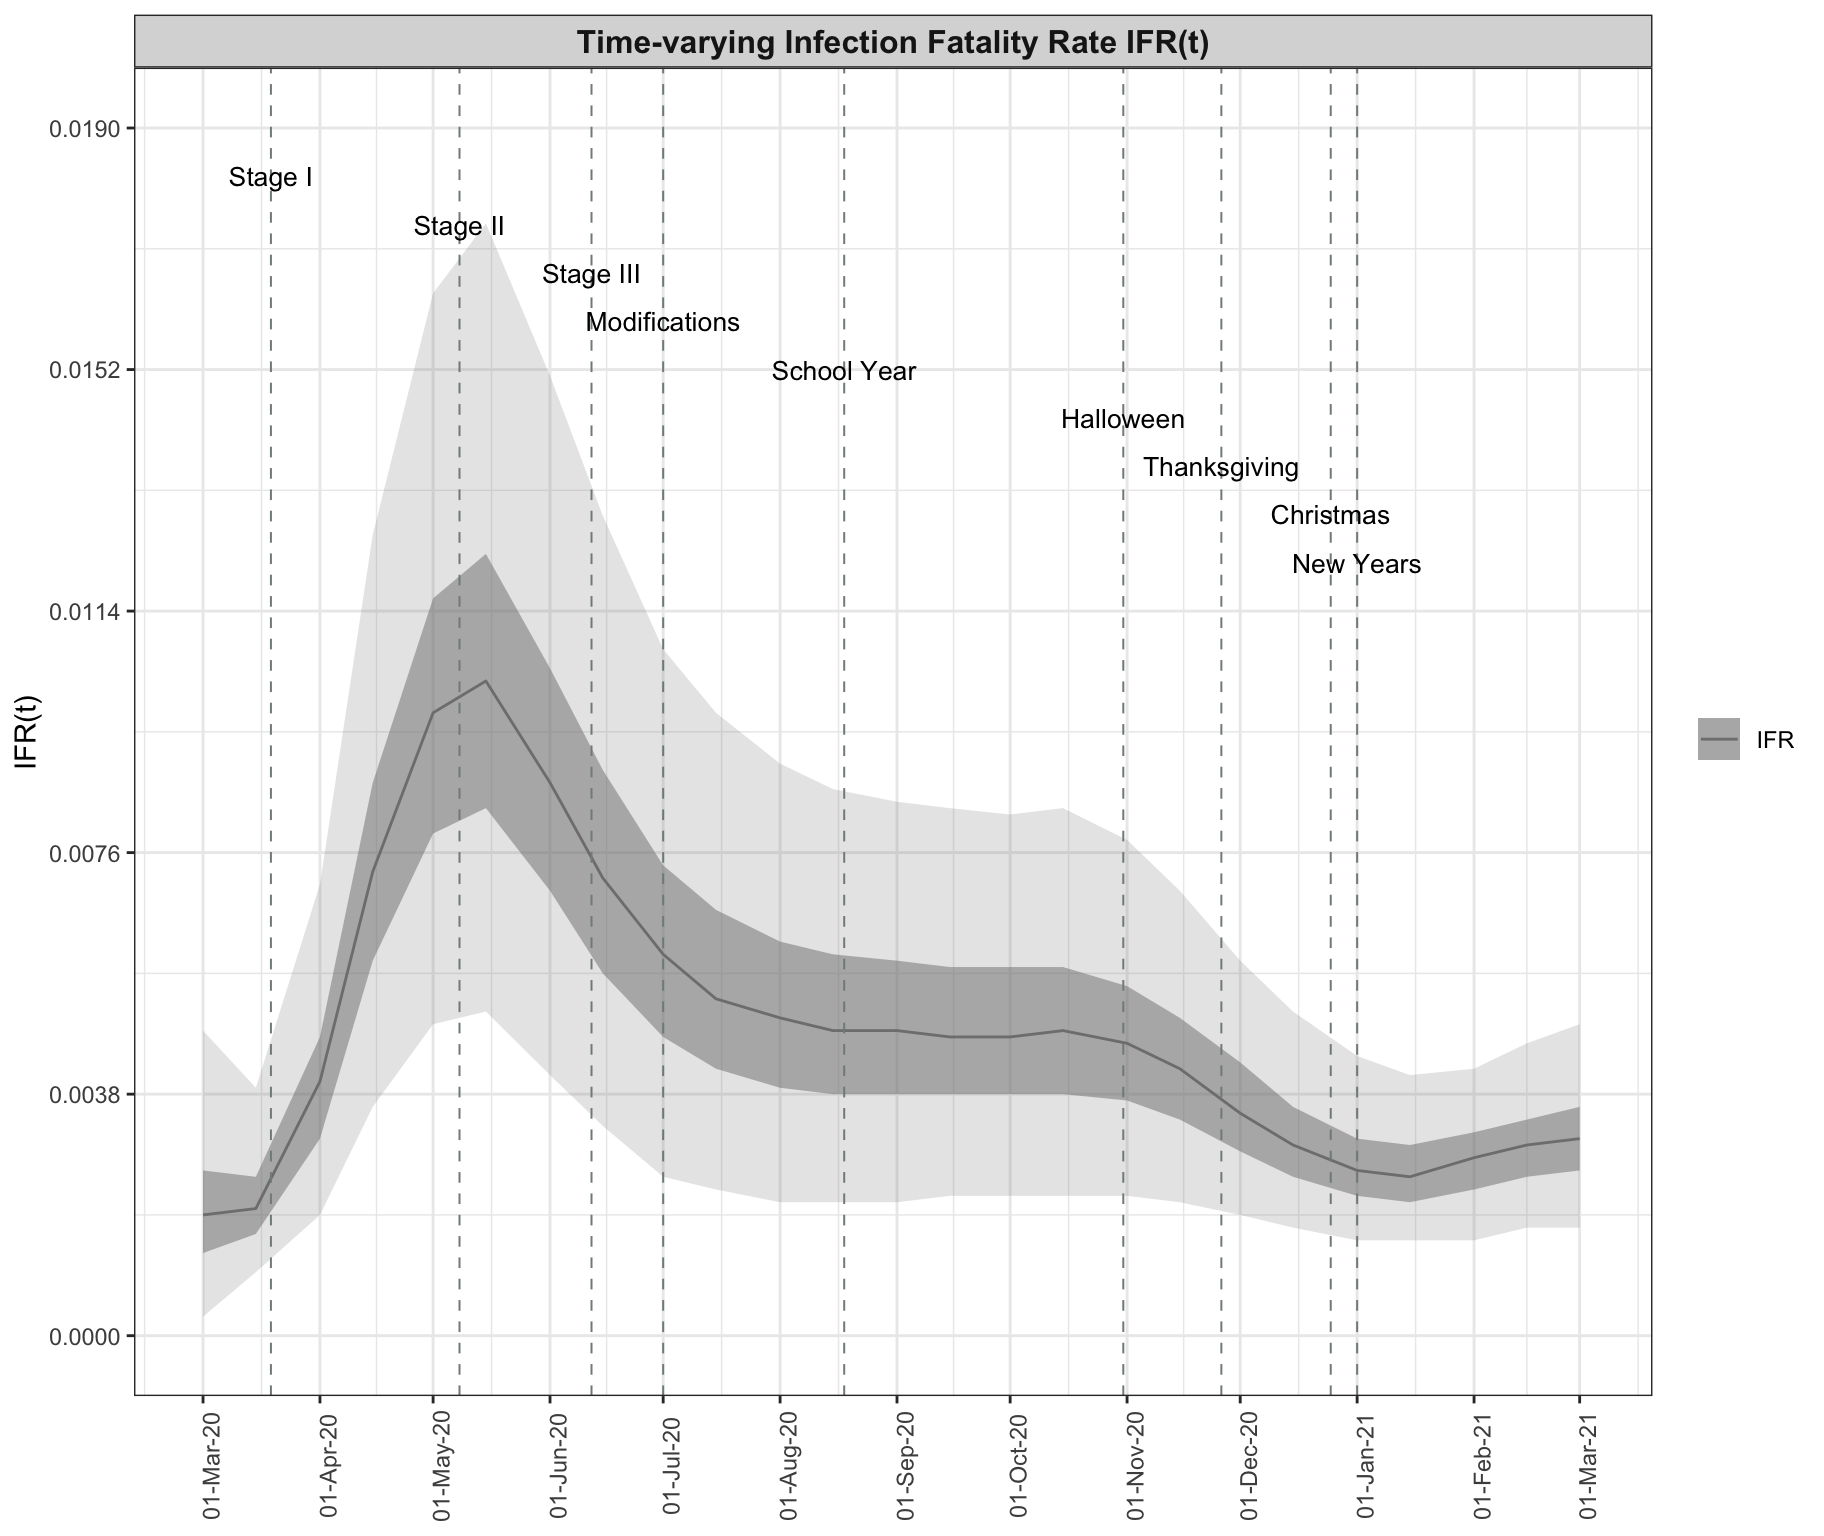 Time-varying Infection Fatality Rate IFR(t)
0.0190
Stage I
Stage II
Stage III
Modifications
0.0152
School Year
Halloween
Thanksgiving
Christmas
New Years
0.0114
IFR(t)
IFR
0.0076
0.0038
0.0000
01-Mar-20
01-Apr-20
01-May-20
01-Jun-20
01-Jul-20
01-Aug-20
01-Sep-20
01-Oct-20
01-Nov-20
01-Dec-20
01-Jan-21
01-Feb-21
01-Mar-21